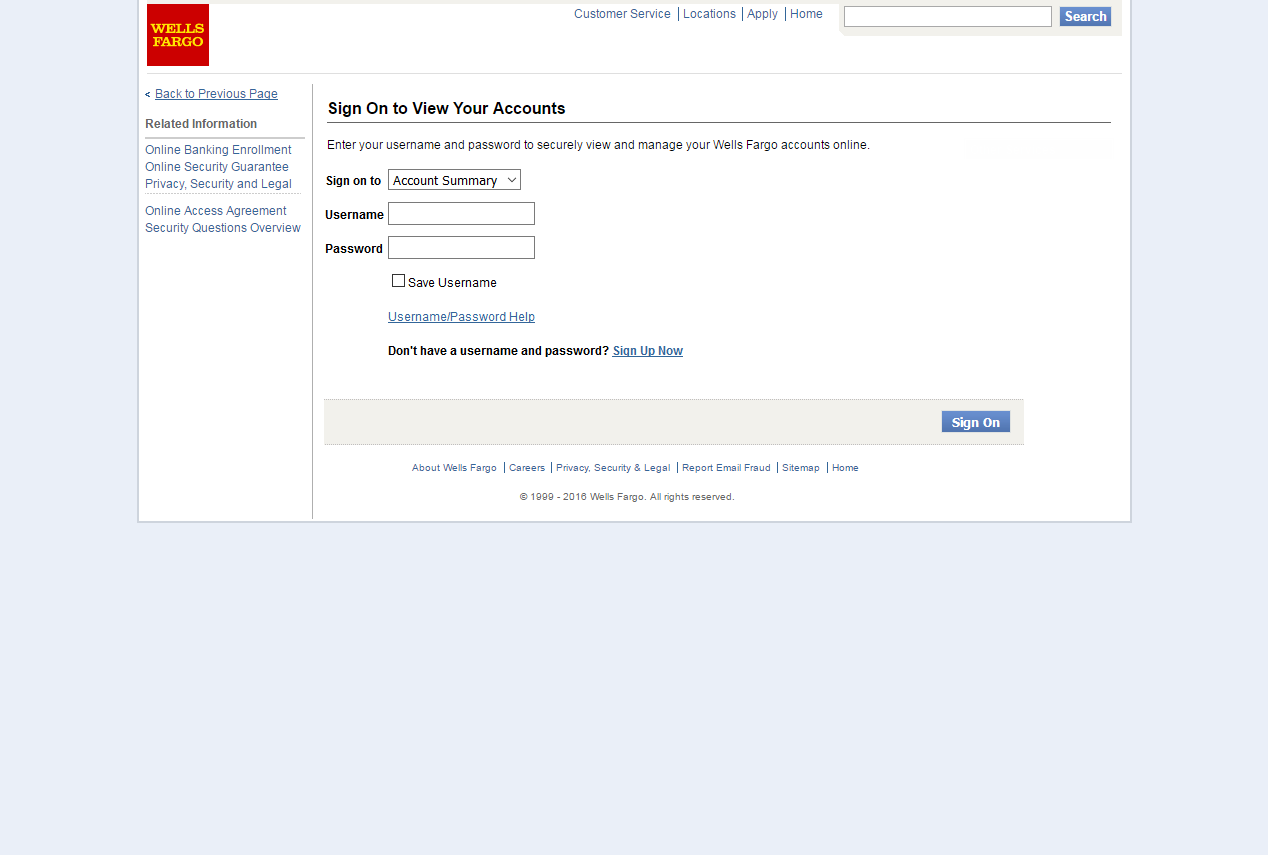 WELLS
FARGO
Customer Service | Locations | Apply | Home
Search
< Back to Previous Page
Related Information
Online Banking Enrollment
Online Security Guarantee
Privacy, Security and Legal
Online Access Agreement
Security Questions Overview
Sign On to View Your Accounts
Enter your username and password to securely view and manage your Wells Fargo accounts online.
Sign on to Account Summary
Username
Password
Save Username
Username/Password Help
Don't have a username and password? Sign Up Now
Sign On
About Wells Fargo | Careers | Privacy, Security & Legal | Report Email Fraud | Sitemap | Home
© 1999 - 2016 Wells Fargo. All rights reserved.